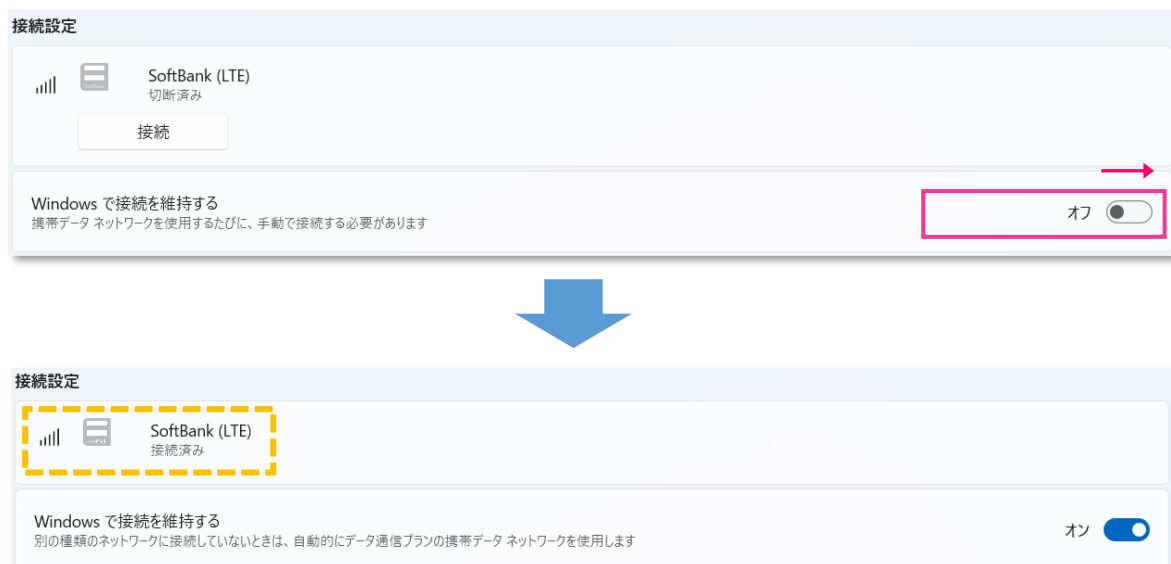 接続設定
SoftBank (LTE)
切断済み
接続
Windows で接続を維持する
携帯データ ネットワークを使用するたびに、手動で接続する必要があります
オフ
接続設定
SoftBank (LTE)
接続済み
Windows で接続を維持する
別の種類のネットワークに接続していないときは、自動的にデータ通信プランの携帯データ ネットワークを使用します
オン